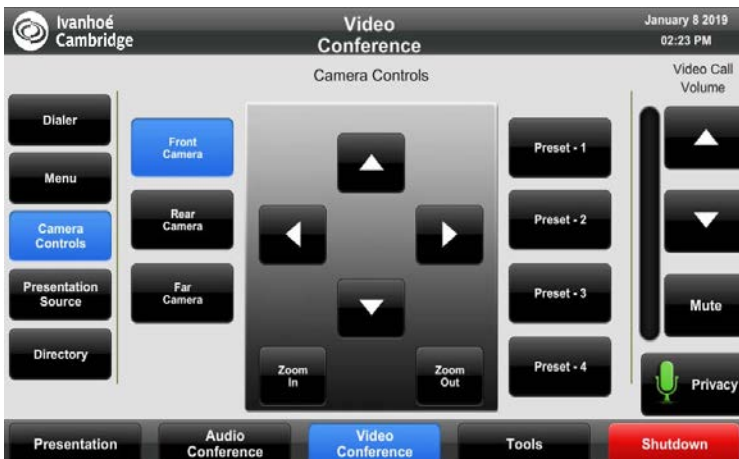 Ivanhoé
Cambridge
Video
Conference
January 8 2019
02:23 PM
Camera Controls
Video Call
Volume
Dialer
Menu
Camera
Controls
Presentation
Source
Directory
Front
Camera
Rear
Camera
Far
Camera
Zoom
In
Zoom
Out
Preset - 1
Preset - 2
Preset - 3
Preset - 4
Mute
Privacy
Presentation
Audio
Conference
Video
Conference
Tools
Shutdown